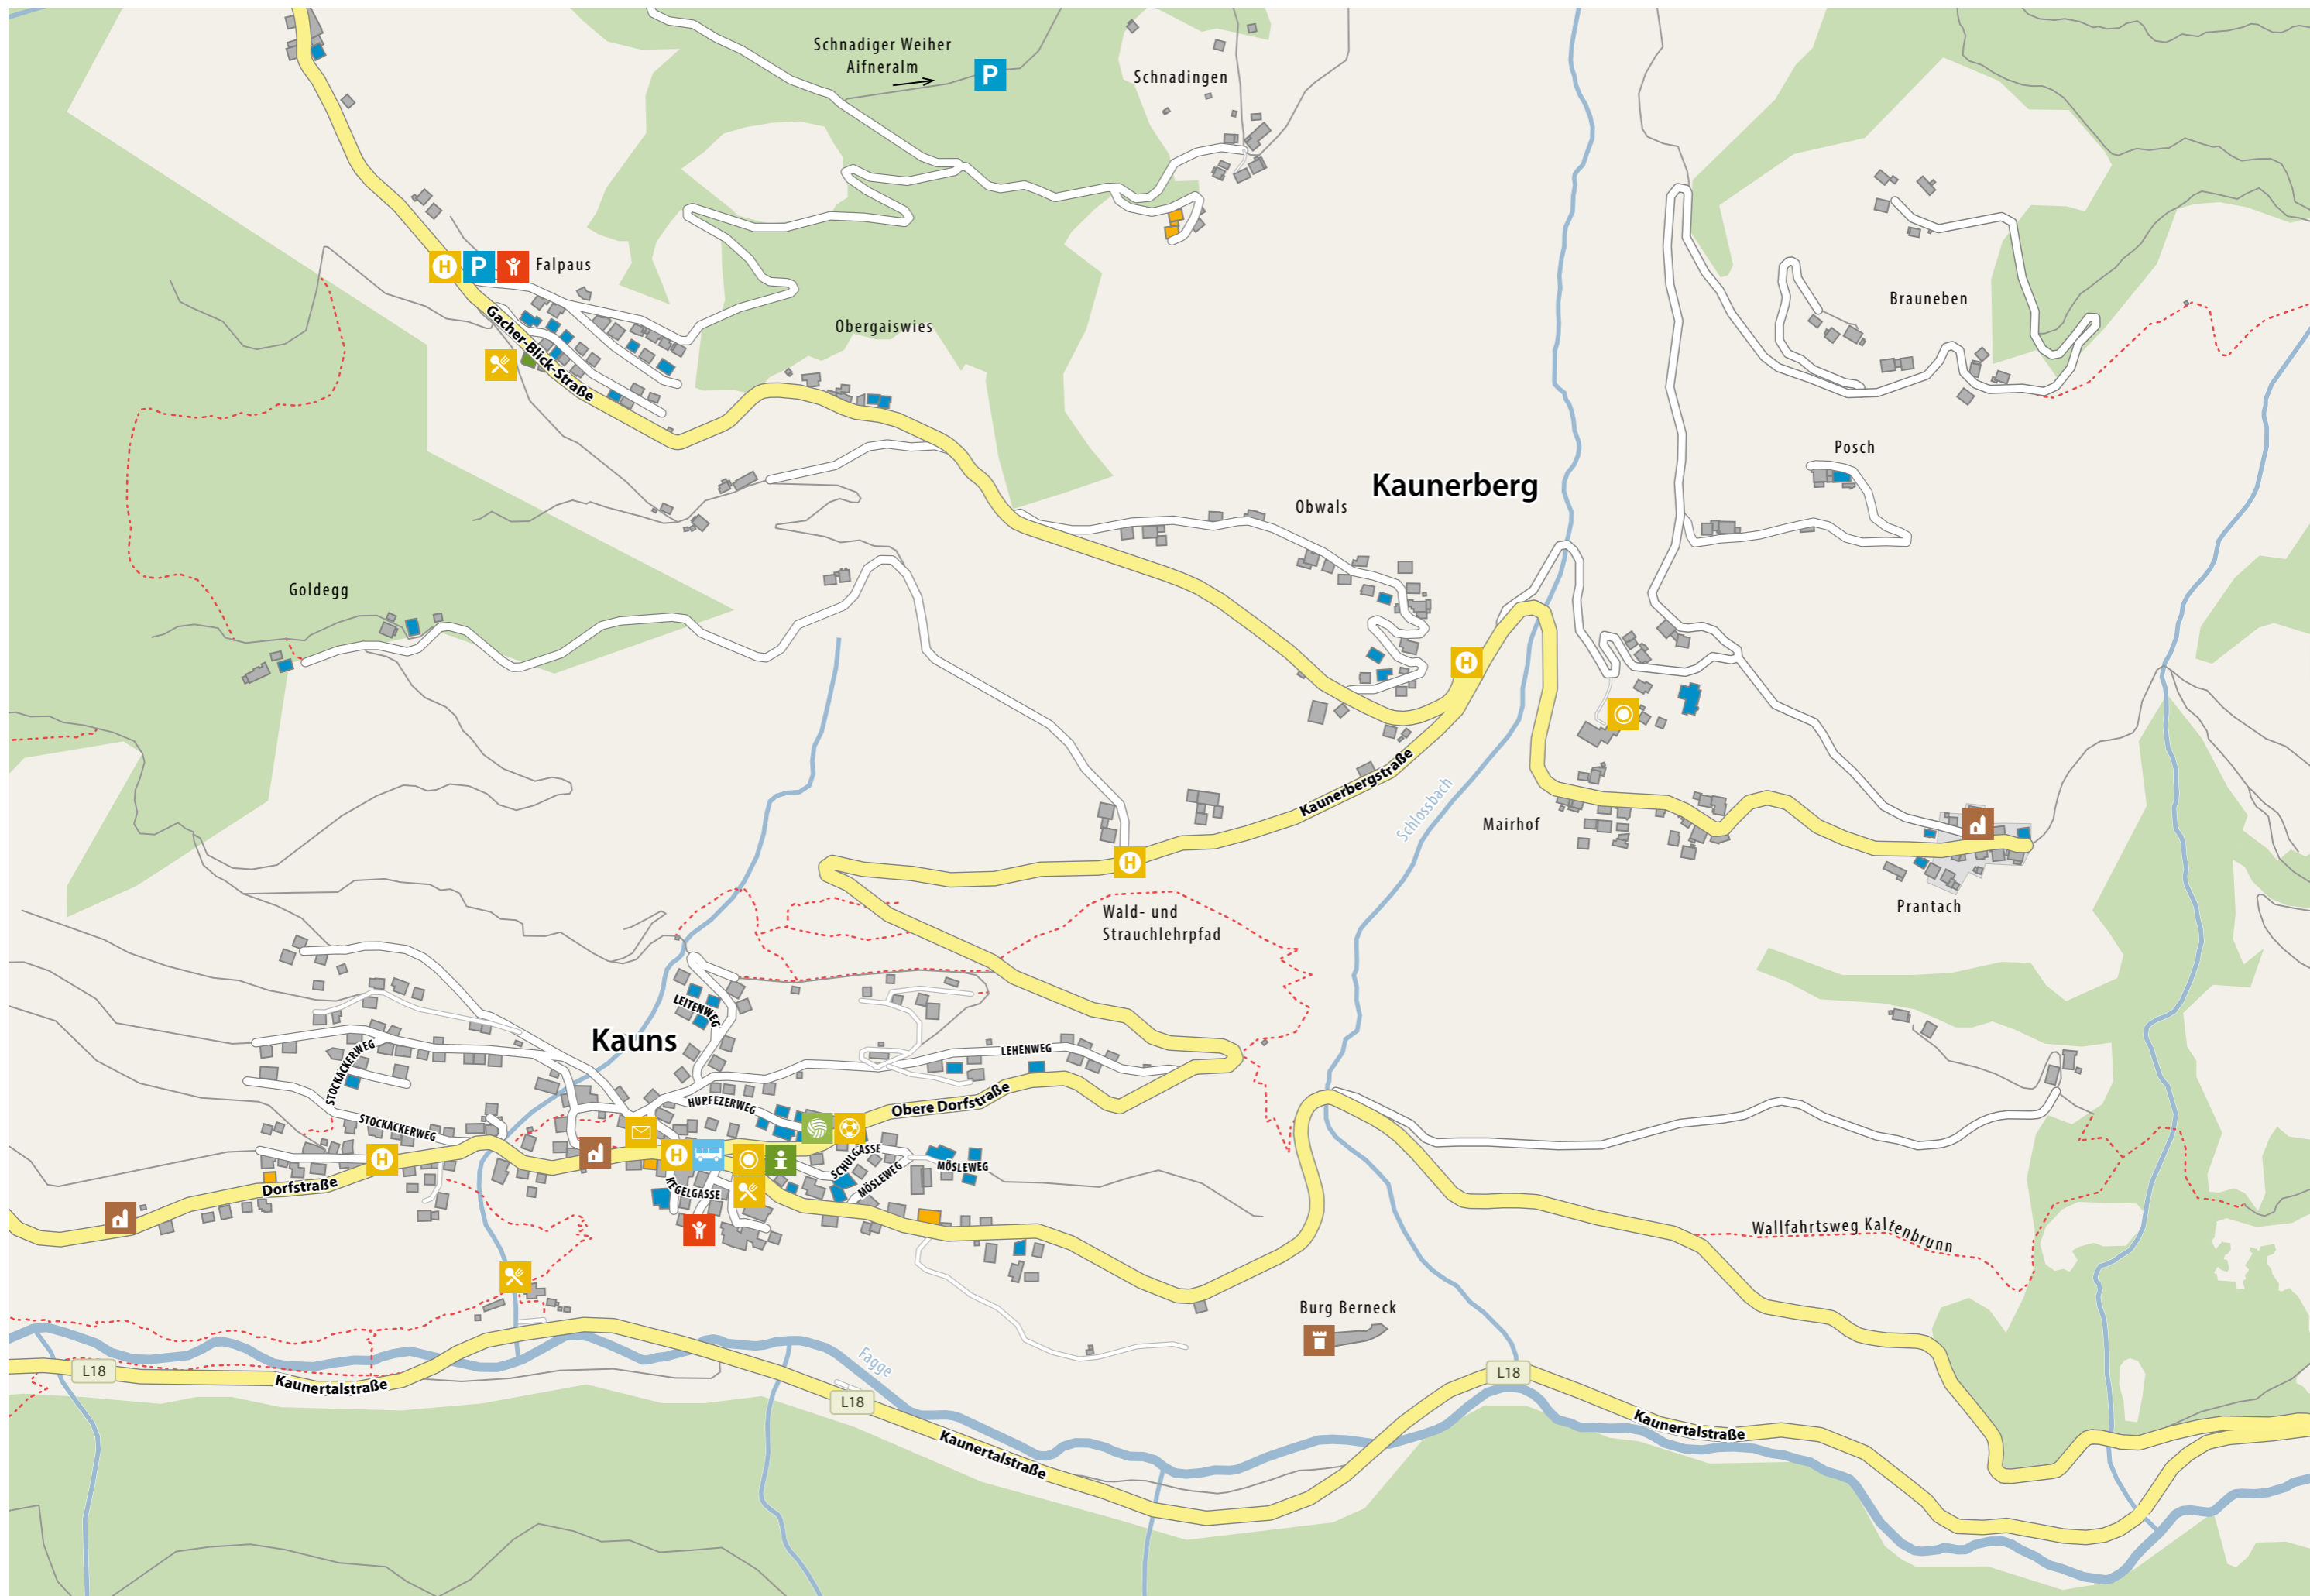 Schnadiger Weiher
Aifneralm
P
Schnadingen
H
P
Falpaus
Gacher-Blick-Straße
Obergaiswies
Brauneben
Posch
Kaunerberg
Obwals
Goldegg
H
Kaunerbergstraße
Schlossbach
Mairhof
H
Prantach
Wald- und
Strauchlehrpfad
LEITENWEG
Kauns
LEHENWEG
STOCKACKERWEG
HUPFEZERWEG
Obere Dorfstraße
STOCKACKERWEG
H
H
SCHULGASSE
MÖSLEWEG
MÖSLEWEG
KEGELGASSE
Dorfstraße
i
Wallfahrtsweg Kaltenbrunn
Burg Berneck
Fagge
L18
Kaunertalstraße
L18
L18
Kaunertalstraße
Kaunertalstraße